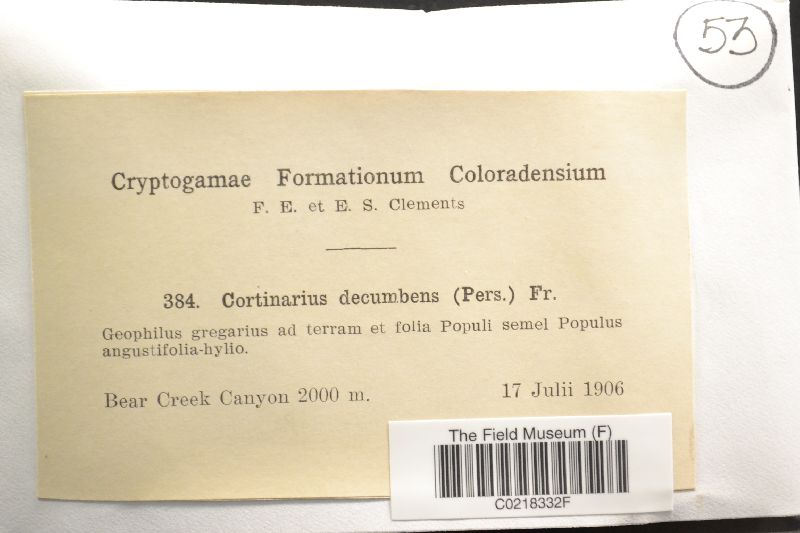 53
Cryptogamae Formationum Coloradensium
F. E. et E. S. Clements
384. Cortinarius decumbens (Pers.) Fr.
Geophilus gregarius ad terram et folia Populi semel Populus
angustifolia-hylio.
Bear Creek Canyon 2000 m. 17 Julii 1906
The Field Museum (F)
C0218332F